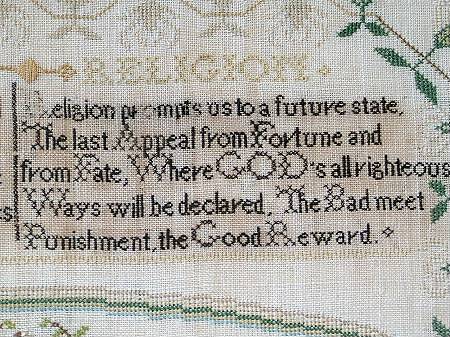 RELIGION
Religion prompts us to a future state,
The last Appeal from Fortune and
from Fate, Where GOD's all righteous
Ways will be declared, The Bad meet
Punishment, the Good Reward.